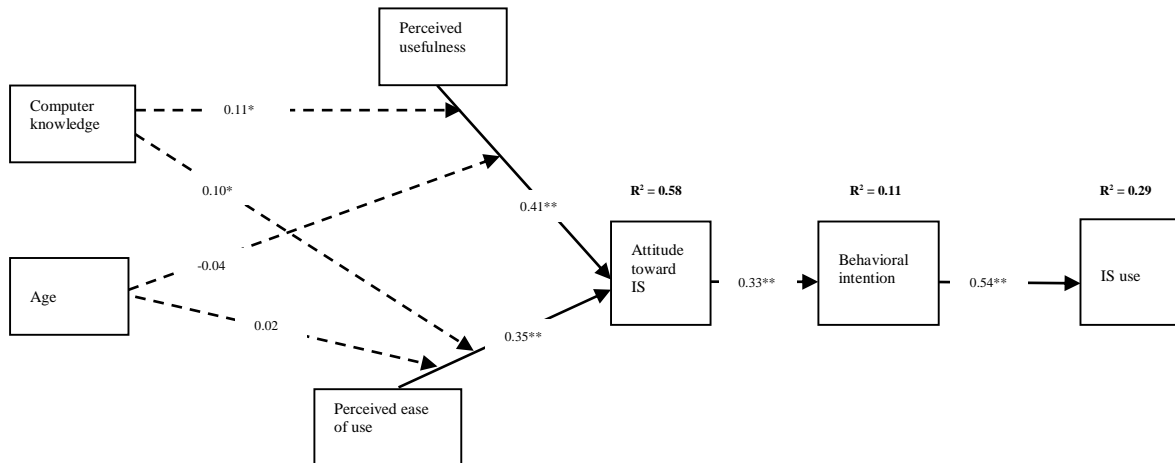 Perceived
usefulness
Computer
knowledge
0.11*
0.10*
R² = 0.58
R² = 0.11
R² = 0.29
0.41**
Attitude
toward
IS
Behavioral
intention
IS use
-0.04
Age
0.33**
0.54**
0.02
0.35**
Perceived ease
of use